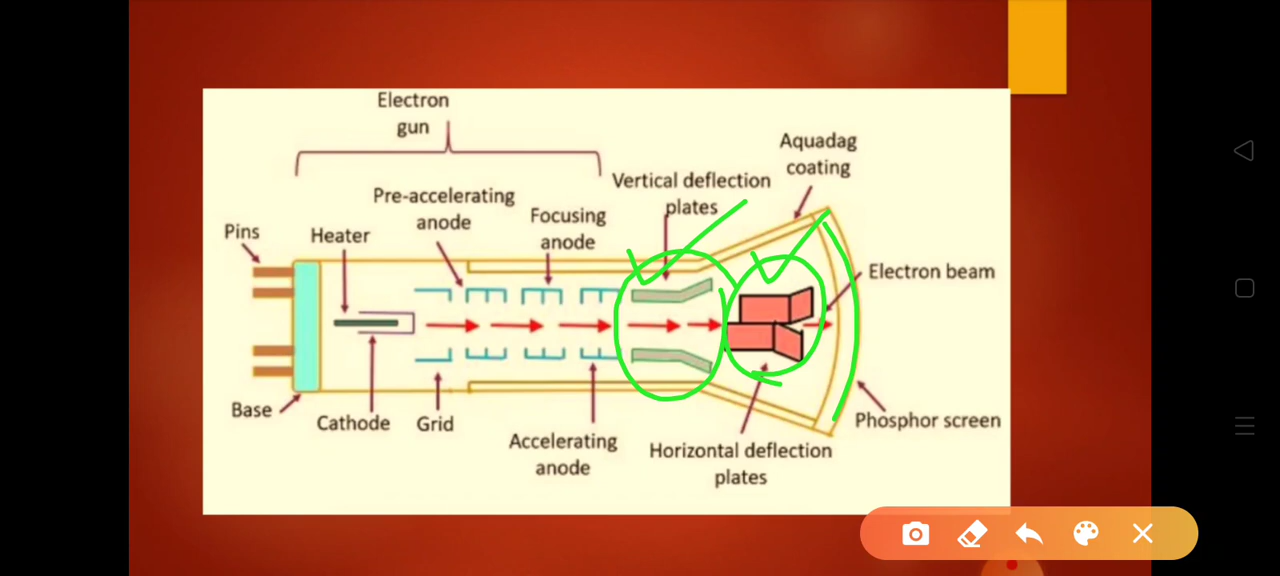 Electron
gun
Aquadag
coating
Vertical deflection
plates
Pre-accelerating
anode
Focusing
anode
Pins
Heater
Electron beam
Base
Cathode
Grid
Accelerating
anode
Horizontal deflection
plates
Phosphor screen